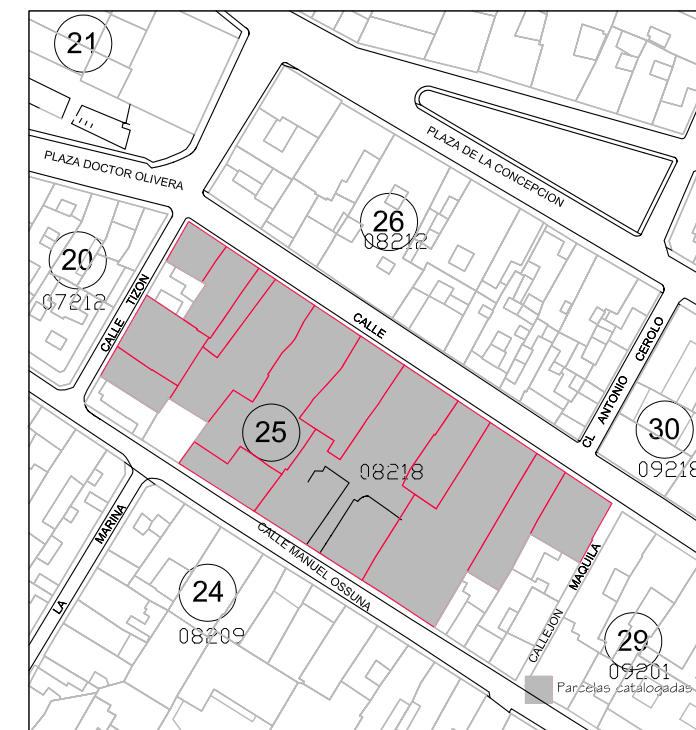 21
PLAZA DOCTOR OLIVERA
PLAZA DE LA CONCEPCION
26
08212
20
07212
CALLE TIZON
CALLE
CL ANTONIO CEROLO
25
08218
30
09218
LA MARINA
CALLE MANUEL OSSUNA
CALLEJON MAQUILA
24
08209
29
09201
Parcelas catalogadas